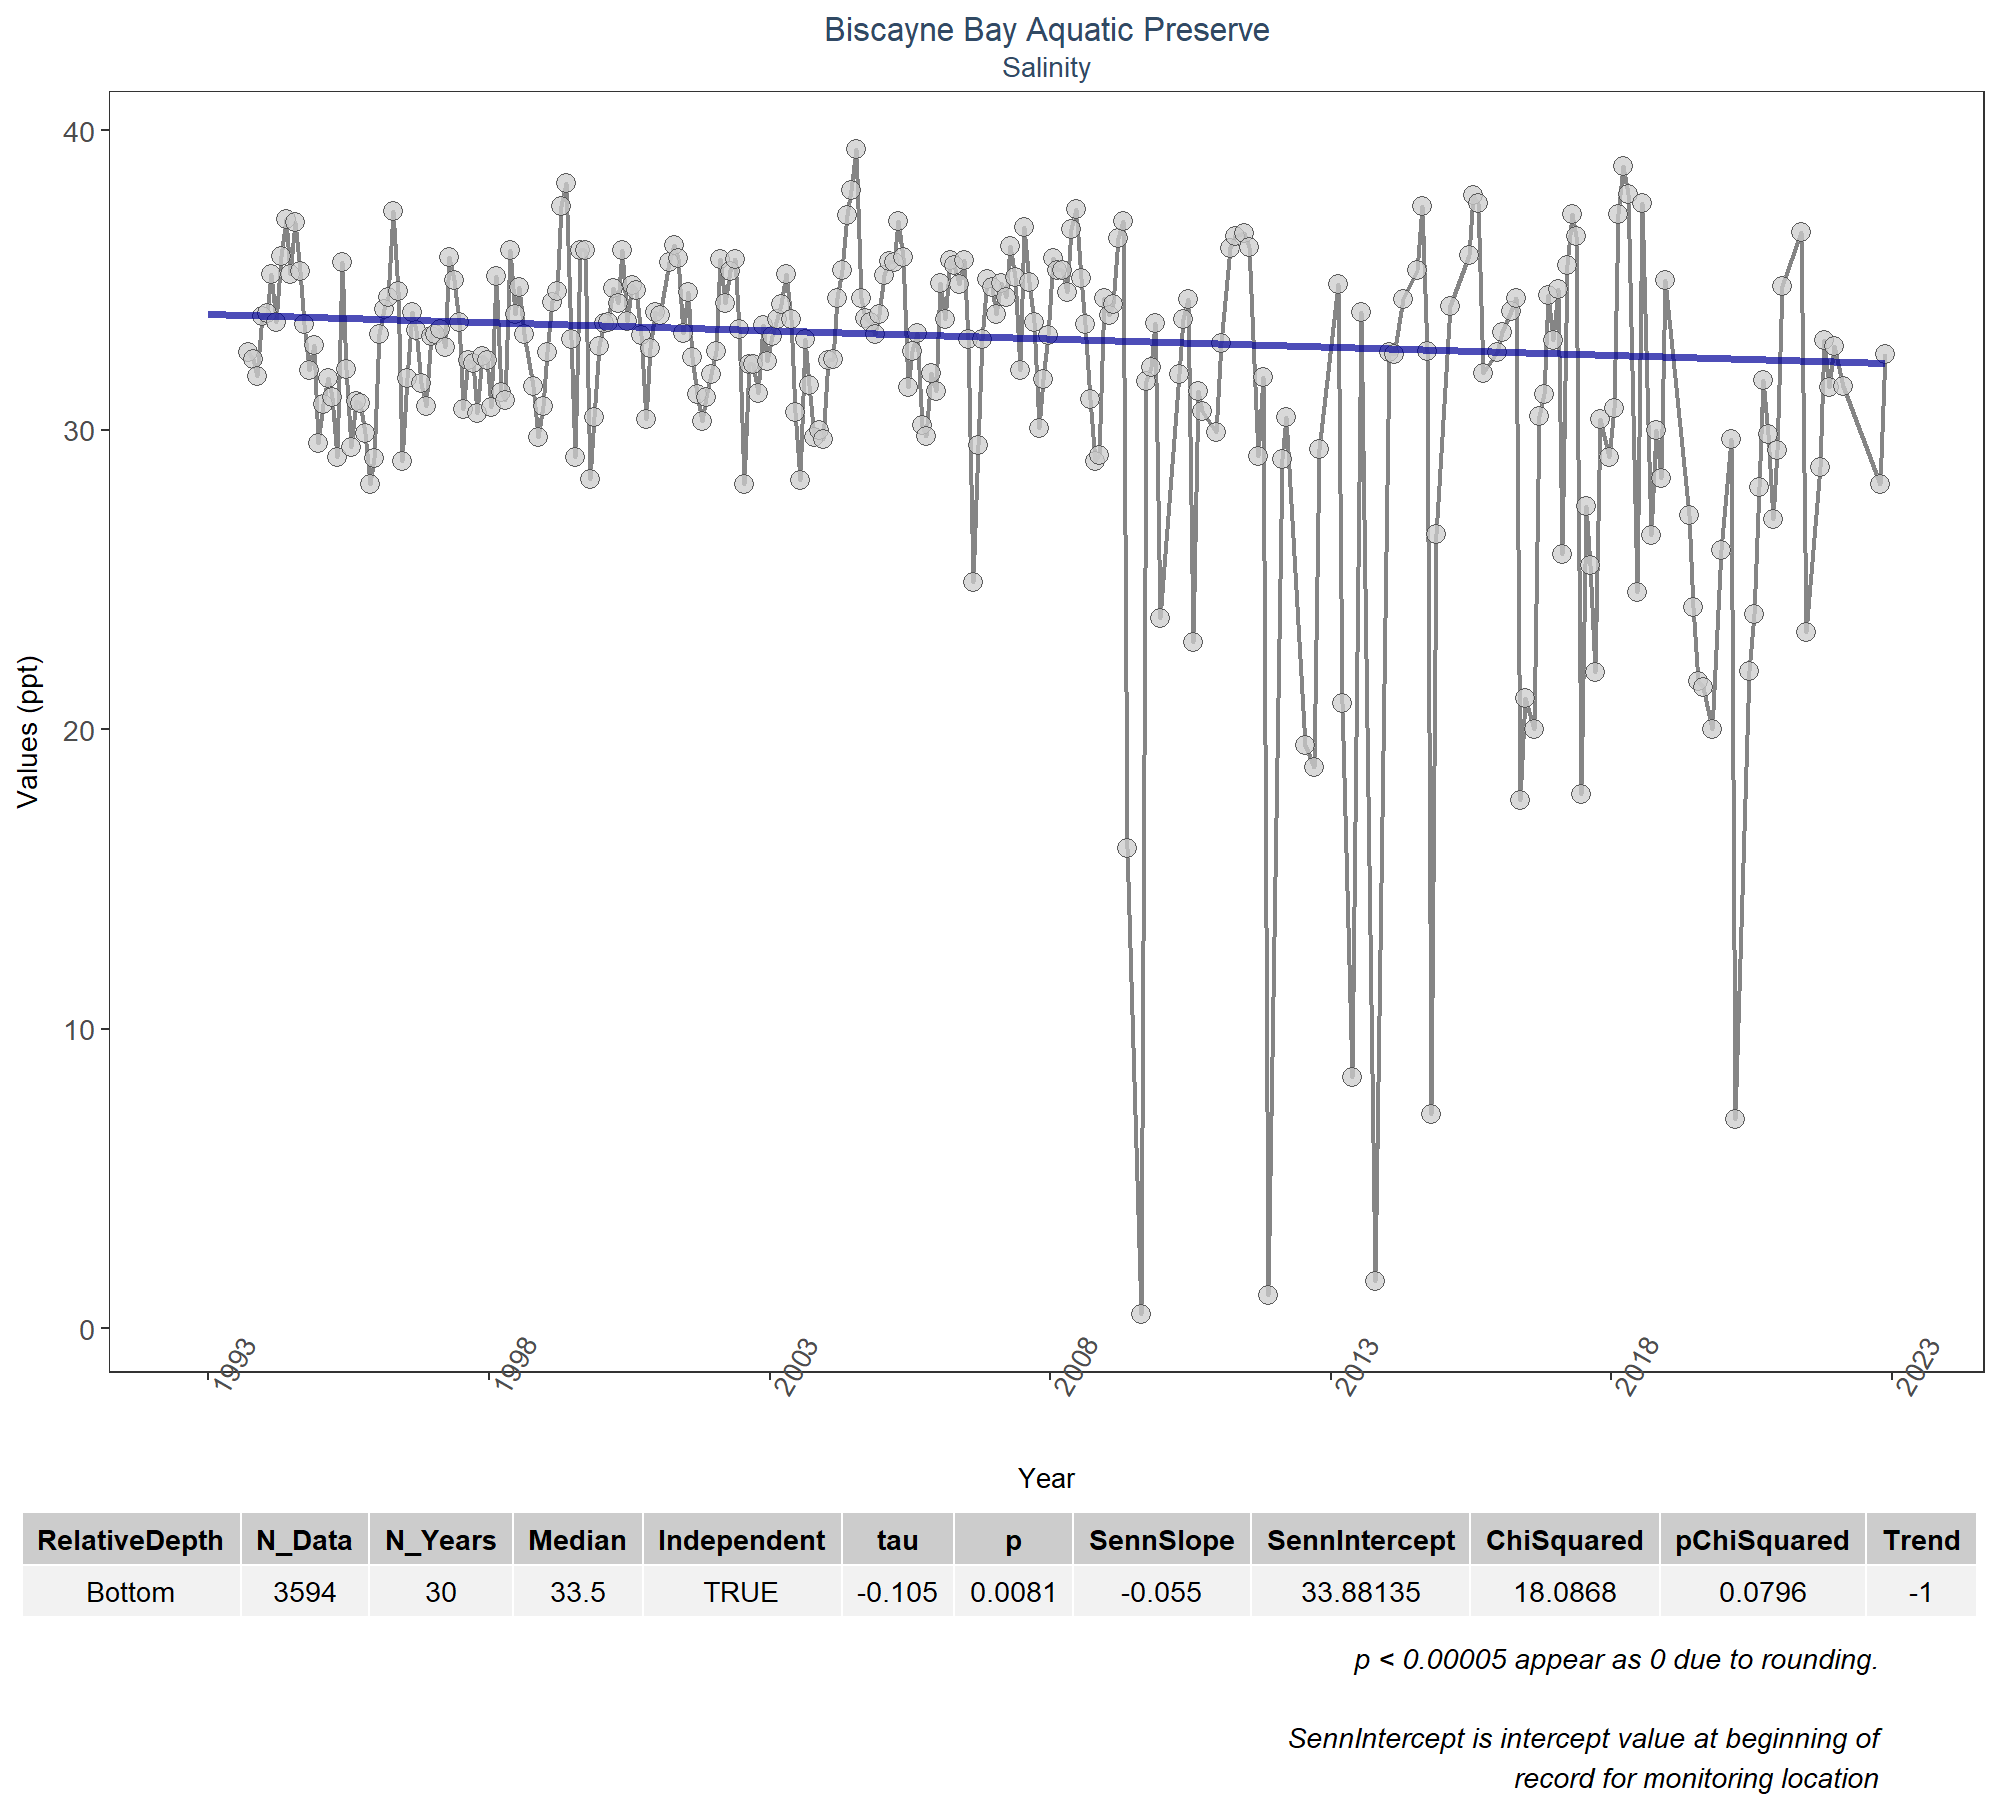 Biscayne Bay Aquatic Preserve
Salinity
40
30
20
10
0
Values (ppt)
1993 1998 2003 2008 2013 2018 2023
Year
RelativeDepth N_Data N_Years Median Independent tau p SennSlope SennIntercept ChiSquared pChiSquared Trend
Bottom 3594 30 33.5 TRUE -0.105 0.0081 -0.055 33.88135 18.0868 0.0796 -1
p < 0.00005 appear as 0 due to rounding.
SennIntercept is intercept value at beginning of
record for monitoring location